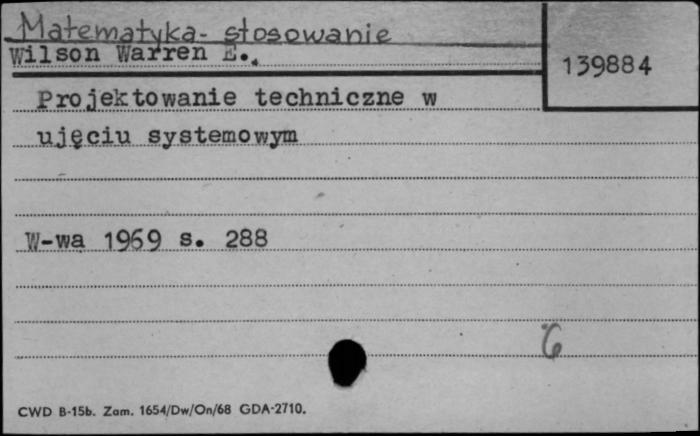 Matematyka- stosowanie
Wilson Warren E..
139884
Projektowanie techniczne w
ujęciu systemowym
W-wa 1969 s. 288
6
CWD B-15b. Zam. 1654/Dw/On/68 GDA-2710.